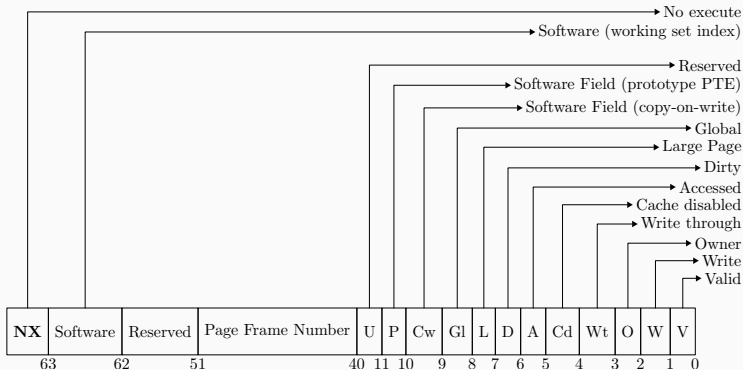 No execute
Software (working set index)
Reserved
Software Field (prototype PTE)
Software Field (copy-on-write)
Global
Large Page
Dirty
Accessed
Cache disabled
Write through
Owner
Write
Valid
NX Software Reserved Page Frame Number U P Cw Gl L D A Cd Wt O W V
63 62 51 40 11 10 9 8 7 6 5 4 3 2 1 0